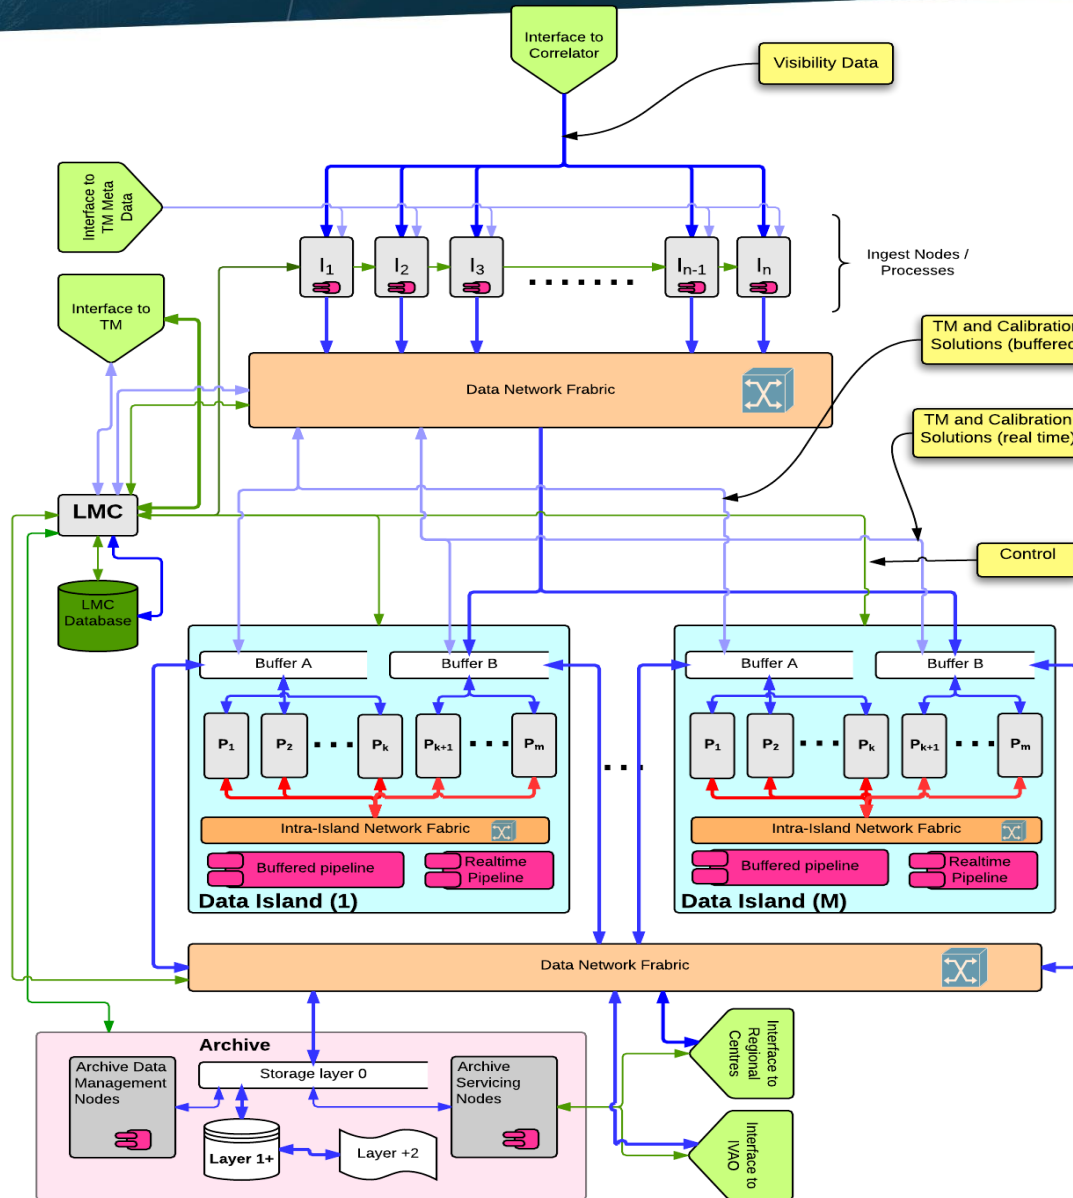 Interface to
Correlator
Visibility Data
Interface to
TM Meta
Data
I1
I2
I3
In-1
In
Ingest Nodes /
Processes
Interface to
TM
TM and Calibratio
Solutions (buffered
Data Network Frabric
TM and Calibration
Solutions (real time)
LMC
Control
LMC
Database
Buffer A
Buffer B
P1
P2
Pk
Pk+1
Pm
Intra-Island Network Fabric
Buffered pipeline
Realtime
Pipeline
Data Island (1)
Buffer A
Buffer B
P1
P2
Pk
Pk+1
Pm
Intra-Island Network Fabric
Buffered pipeline
Realtime
Pipeline
Data Island (M)
Data Network Frabric
Archive
Archive Data
Management
Nodes
Storage layer 0
Archive
Servicing
Nodes
Layer 1+
Layer +2
Interface to
Regional
Centres
Interface to
IVAO